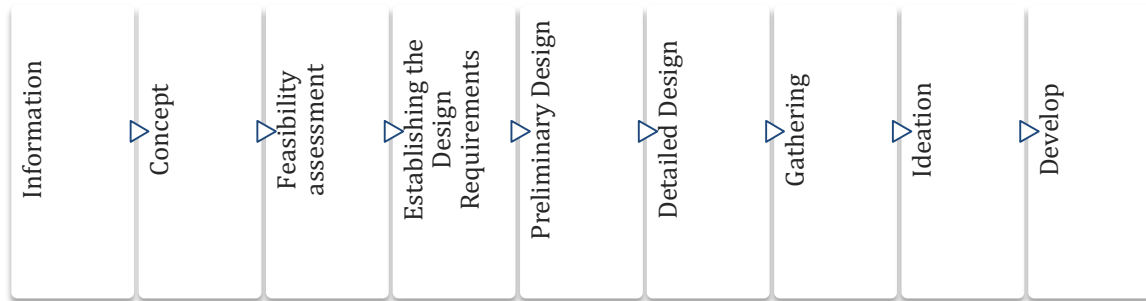 Information
Concept
Feasibility
assessment
Establishing the
Design
Requirements
Preliminary Design
Detailed Design
Gathering
Ideation
Develop